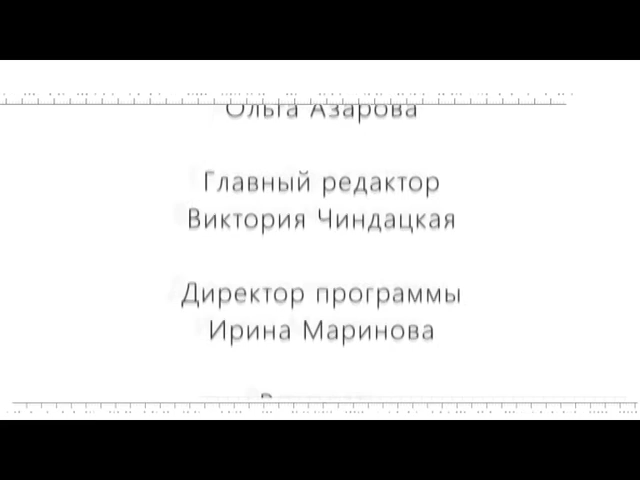 Ольга Азарова
Главный редактор
Виктория Чиндацкая
Директор программы
Ирина Маринова